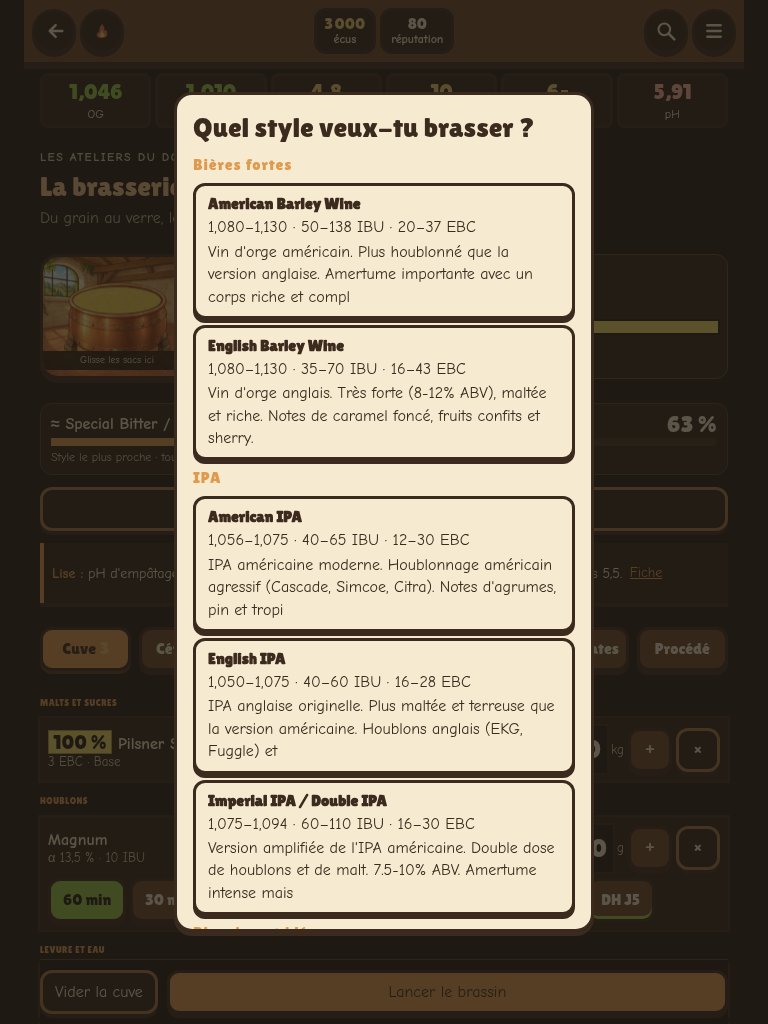 3 000
écus
80
réputation
1,046
OG
1,010
4,8
10
5,91
pH
LES ATELIERS DU
La brasserie
Du grain au verre,
Glisse les sacs ici
≈ Special Bitter /
63 %
Style le plus proche
Lise : pH d'empâtage
5,5. Fiche
Cuve 3
Procédé
MALTS ET SUCRES
100 % Pilsner
3 EBC · Base
kg
+
×
HOUBLONS
Magnum
α 13,5 % · 10 IBU
g
+
×
60 min
DH J5
LEVURE ET EAU
Vider la cuve
Lancer le brassin
Quel style veux-tu brasser ?
Bières fortes
American Barley Wine
1,080–1,130 · 50–138 IBU · 20–37 EBC
Vin d'orge américain. Plus houblonné que la
version anglaise. Amertume importante avec un
corps riche et compl
English Barley Wine
1,080–1,130 · 35–70 IBU · 16–43 EBC
Vin d'orge anglais. Très forte (8-12% ABV), maltée
et riche. Notes de caramel foncé, fruits confits et
sherry.
IPA
American IPA
1,056–1,075 · 40–65 IBU · 12–30 EBC
IPA américaine moderne. Houblonnage américain
agressif (Cascade, Simcoe, Citra). Notes d'agrumes,
pin et tropi
English IPA
1,050–1,075 · 40–60 IBU · 16–28 EBC
IPA anglaise originelle. Plus maltée et terreuse que
la version américaine. Houblons anglais (EKG,
Fuggle) et
Imperial IPA / Double IPA
1,075–1,094 · 60–110 IBU · 16–30 EBC
Version amplifiée de l'IPA américaine. Double dose
de houblons et de malt. 7.5-10% ABV. Amertume
intense mais